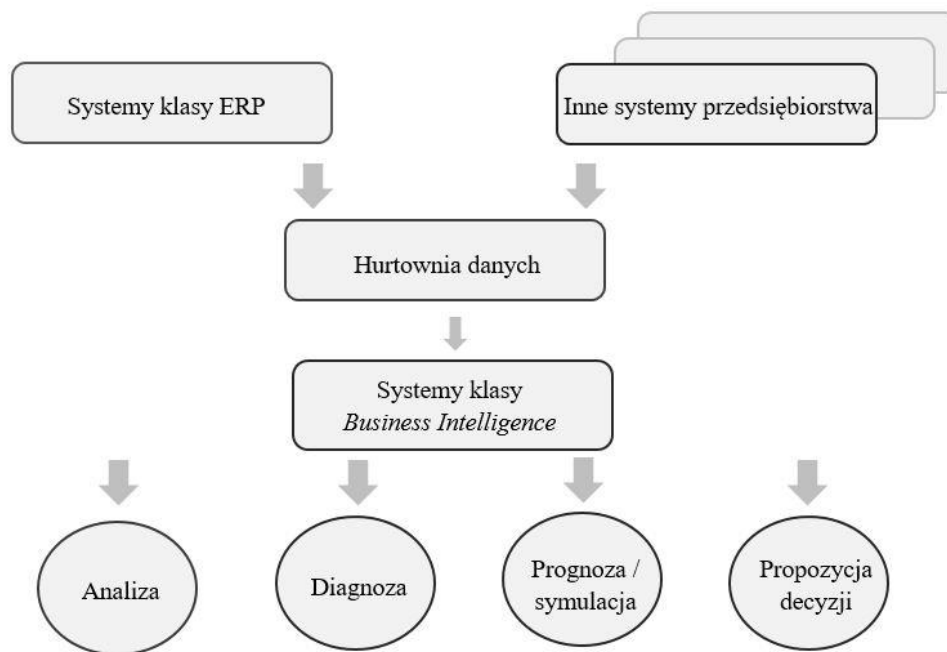 Systemy klasy ERP
Inne systemy przedsiębiorstwa
Hurtownia danych
Systemy klasy
Business Intelligence
Analiza
Diagnoza
Prognoza /
symulacja
Propozycja
decyzji